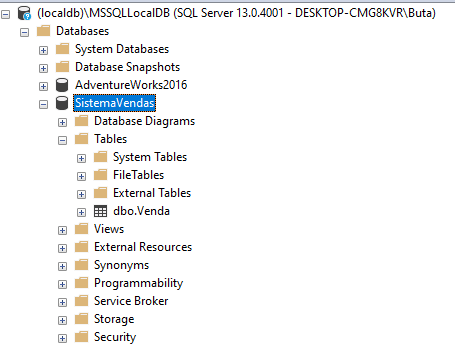 (localdb)\MSSQLLocalDB (SQL Server 13.0.4001 - DESKTOP-CMG8KVR\Buta)
Databases
System Databases
Database Snapshots
AdventureWorks2016
SistemaVendas
Database Diagrams
Tables
System Tables
FileTables
External Tables
dbo.Venda
Views
External Resources
Synonyms
Programmability
Service Broker
Storage
Security